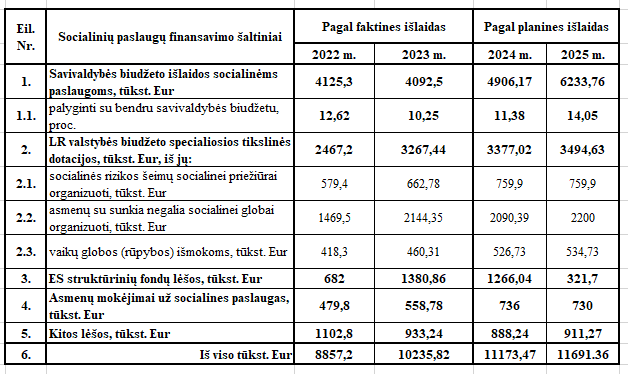 Eil. Nr. Socialinių paslaugų finansavimo šaltiniai Pagal faktines išlaidas Pagal planines išlaidas
2022 m. 2023 m. 2024 m. 2025 m.
1. Savivaldybės biudžeto išlaidos socialinėms
paslaugoms, tūkst. Eur 4125,3 4092,5 4906,17 6233,76
1.1. palyginti su bendru savivaldybės biudžetu,
proc. 12,62 10,25 11,38 14,05
2. LR valstybės biudžeto specialiosios tikslinės
dotacijos, tūkst. Eur, iš jų: 2467,2 3267,44 3377,02 3494,63
2.1. socialinės rizikos šeimų socialinei priežiūrai
organizuoti, tūkst. Eur 579,4 662,78 759,9 759,9
2.2. asmenų su sunkia negalia socialinei globai
organizuoti, tūkst. Eur 1469,5 2144,35 2090,39 2200
2.3. vaikų globos (rūpybos) išmokoms, tūkst. Eur 418,3 460,31 526,73 534,73
3. ES struktūrinių fondų lėšos, tūkst. Eur 682 1380,86 1266,04 321,7
4. Asmenų mokėjimai už socialines paslaugas,
tūkst. Eur 479,8 558,78 736 730
5. Kitos lėšos, tūkst. Eur 1102,8 933,24 888,24 911,27
6. Iš viso tūkst. Eur 8857,2 10235,82 11173,47 11691.36